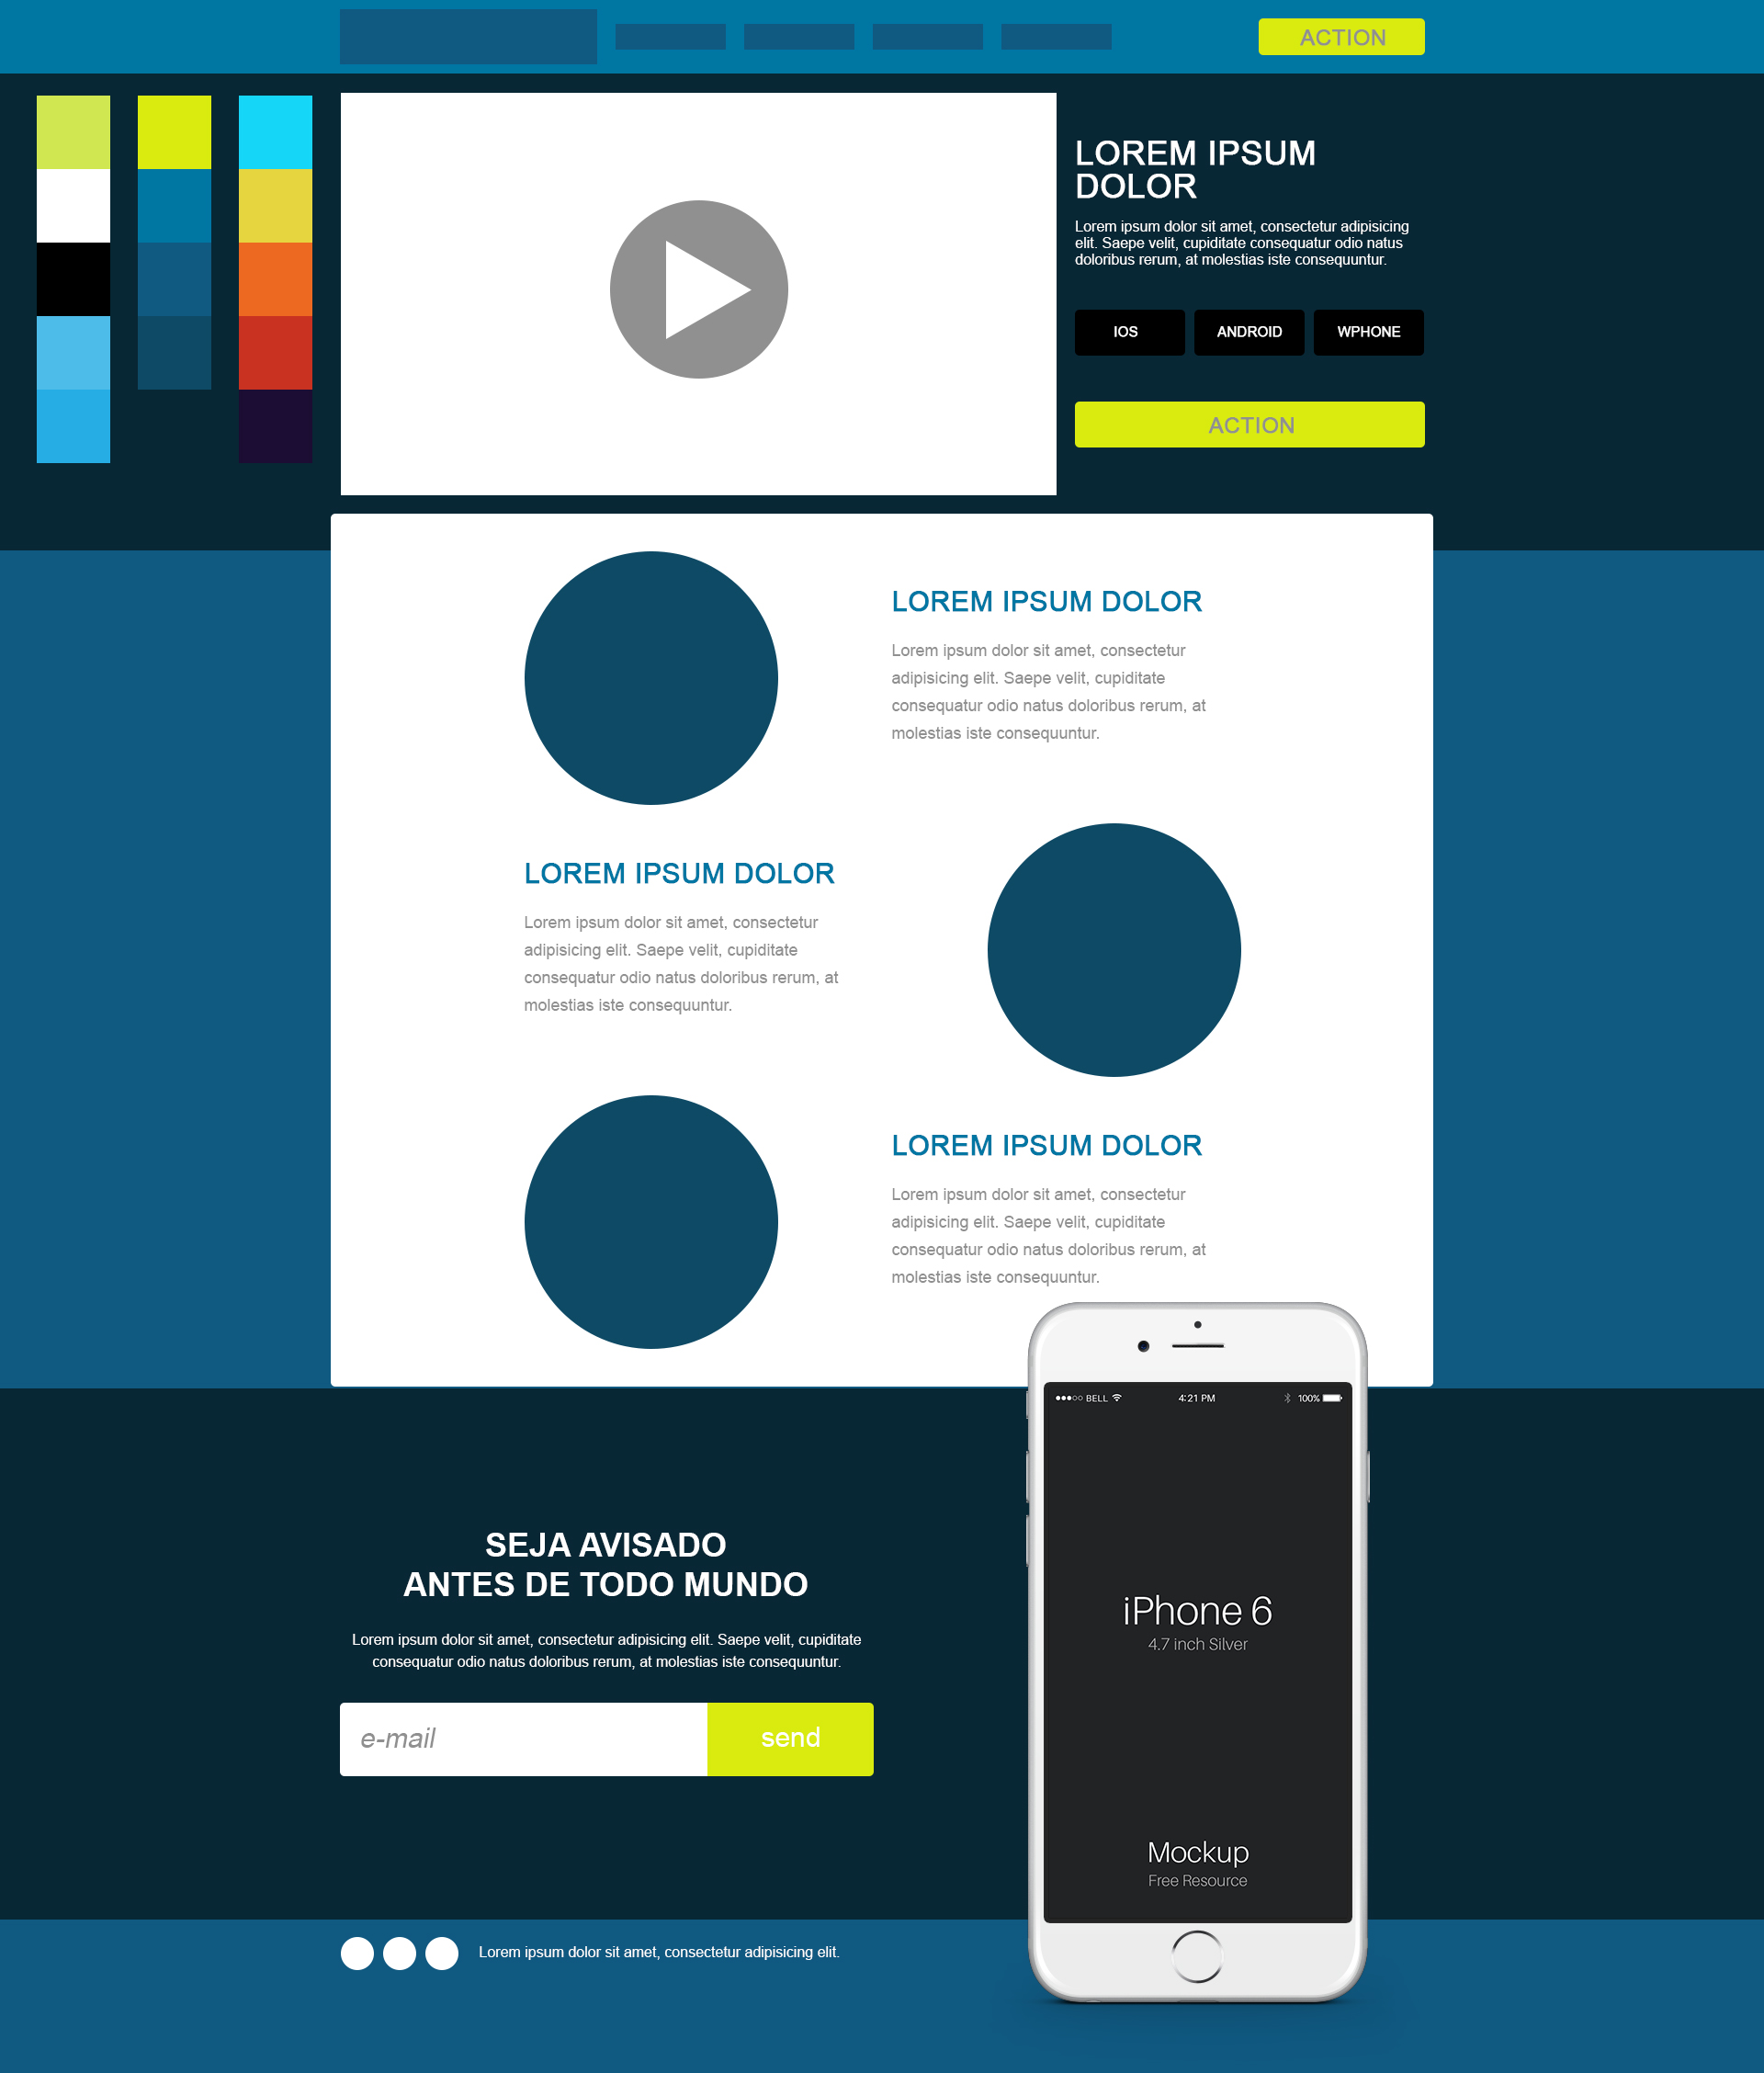 ACTION
LOREM IPSUM
DOLOR
Lorem ipsum dolor sit amet, consectetur adipisicing
elit. Saepe velit, cupiditate consequatur odio natus
doloribus rerum, at molestias iste consequuntur.
IOS ANDROID WPHONE
ACTION
LOREM IPSUM DOLOR
Lorem ipsum dolor sit amet, consectetur
adipisicing elit. Saepe velit, cupiditate
consequatur odio natus doloribus rerum, at
molestias iste consequuntur.
LOREM IPSUM DOLOR
Lorem ipsum dolor sit amet, consectetur
adipisicing elit. Saepe velit, cupiditate
consequatur odio natus doloribus rerum, at
molestias iste consequuntur.
LOREM IPSUM DOLOR
Lorem ipsum dolor sit amet, consectetur
adipisicing elit. Saepe velit, cupiditate
consequatur odio natus doloribus rerum, at
molestias iste consequuntur.
BELL 4:21 PM 100%
iPhone 6
4.7 inch Silver
Mockup
Free Resource
SEJA AVISADO
ANTES DE TODO MUNDO
Lorem ipsum dolor sit amet, consectetur adipisicing elit. Saepe velit, cupiditate
consequatur odio natus doloribus rerum, at molestias iste consequuntur.
e-mail send
Lorem ipsum dolor sit amet, consectetur adipisicing elit.